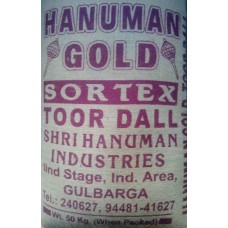 HANUMAN
GOLD
SORTEX
TOOR DALL
SHRI HANUMAN
INDUSTRIES
IInd Stage, Ind. Area,
GULBARGA
Tel.: 240627, 94481-41627
Wt. 50 Kg. (When Packed)